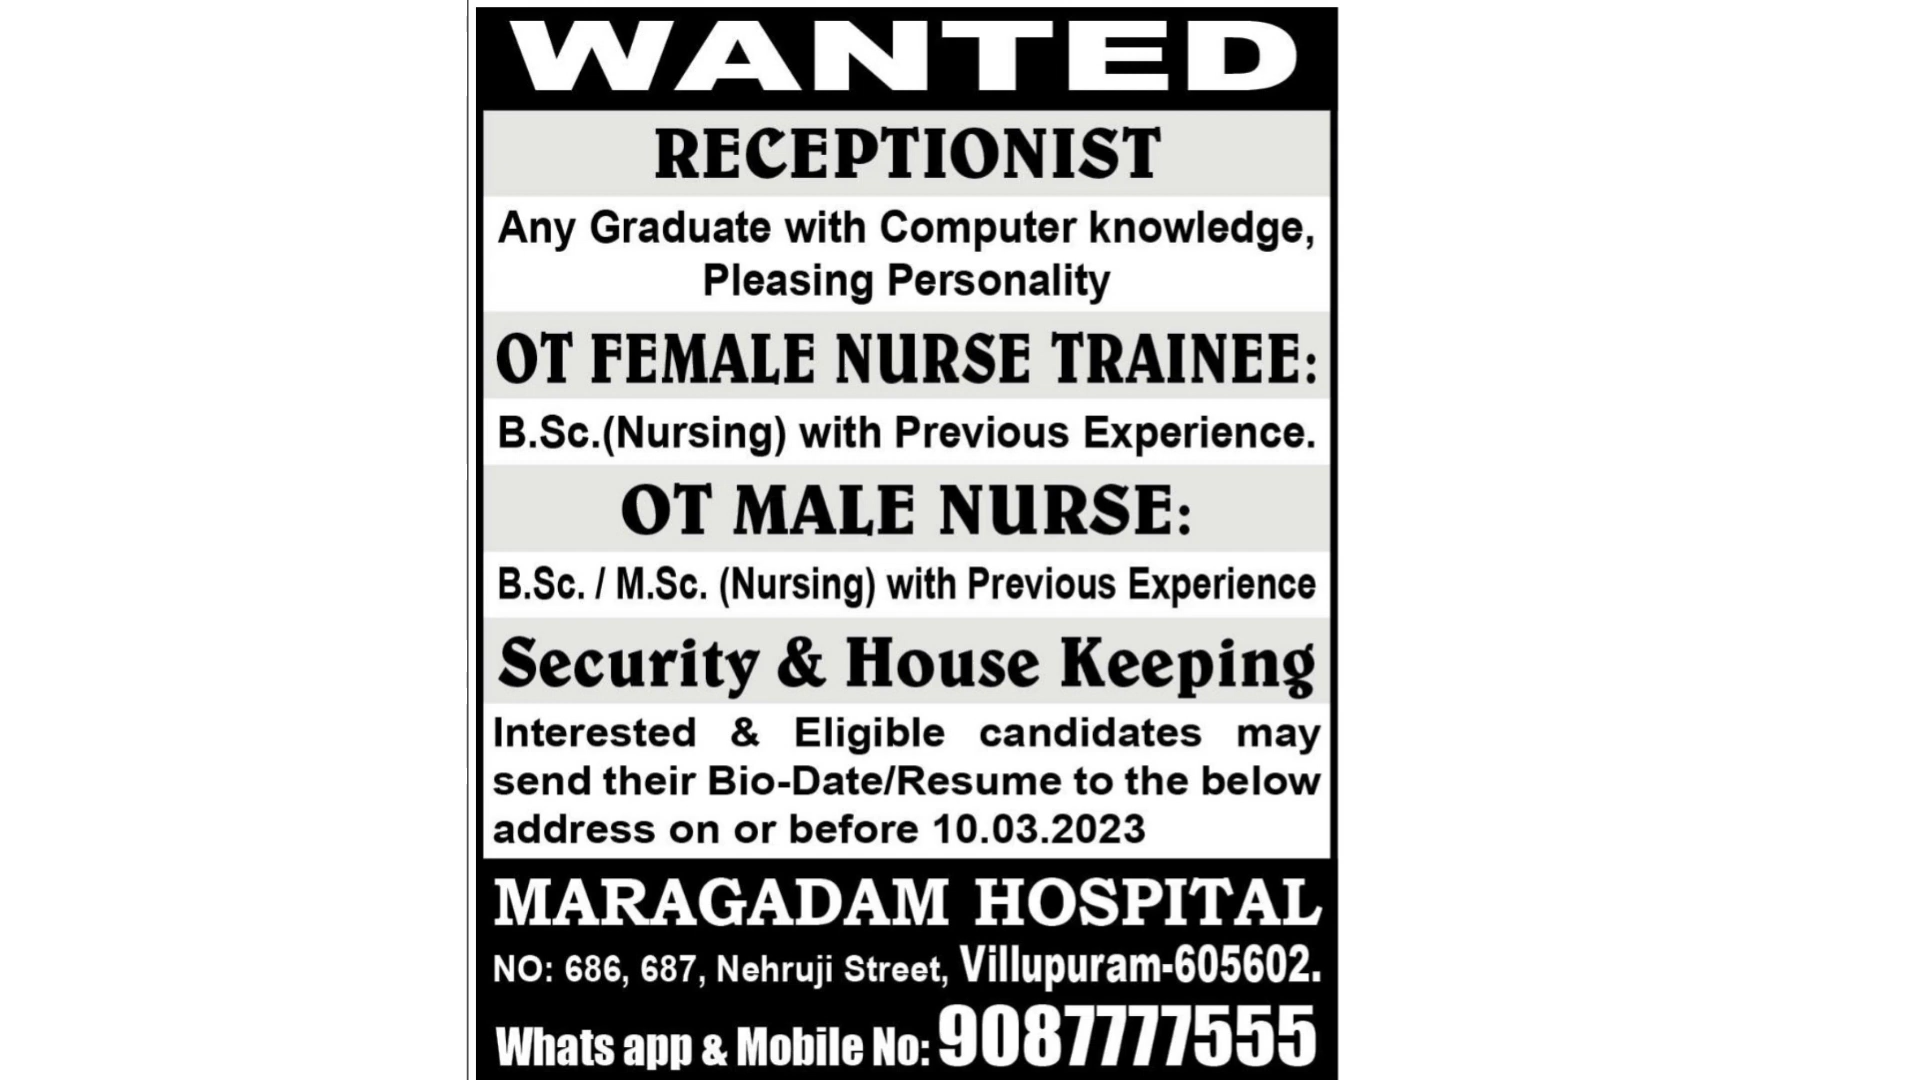 WANTED
RECEPTIONIST
Any Graduate with Computer knowledge,
Pleasing Personality
OT FEMALE NURSE TRAINEE:
B.Sc.(Nursing) with Previous Experience.
OT MALE NURSE:
B.Sc. / M.Sc. (Nursing) with Previous Experience
Security & House Keeping
Interested & Eligible candidates may
send their Bio-Date/Resume to the below
address on or before 10.03.2023
MARAGADAM HOSPITAL
NO: 686, 687, Nehruji Street, Villupuram-605602.
Whats app & Mobile No: 9087777555